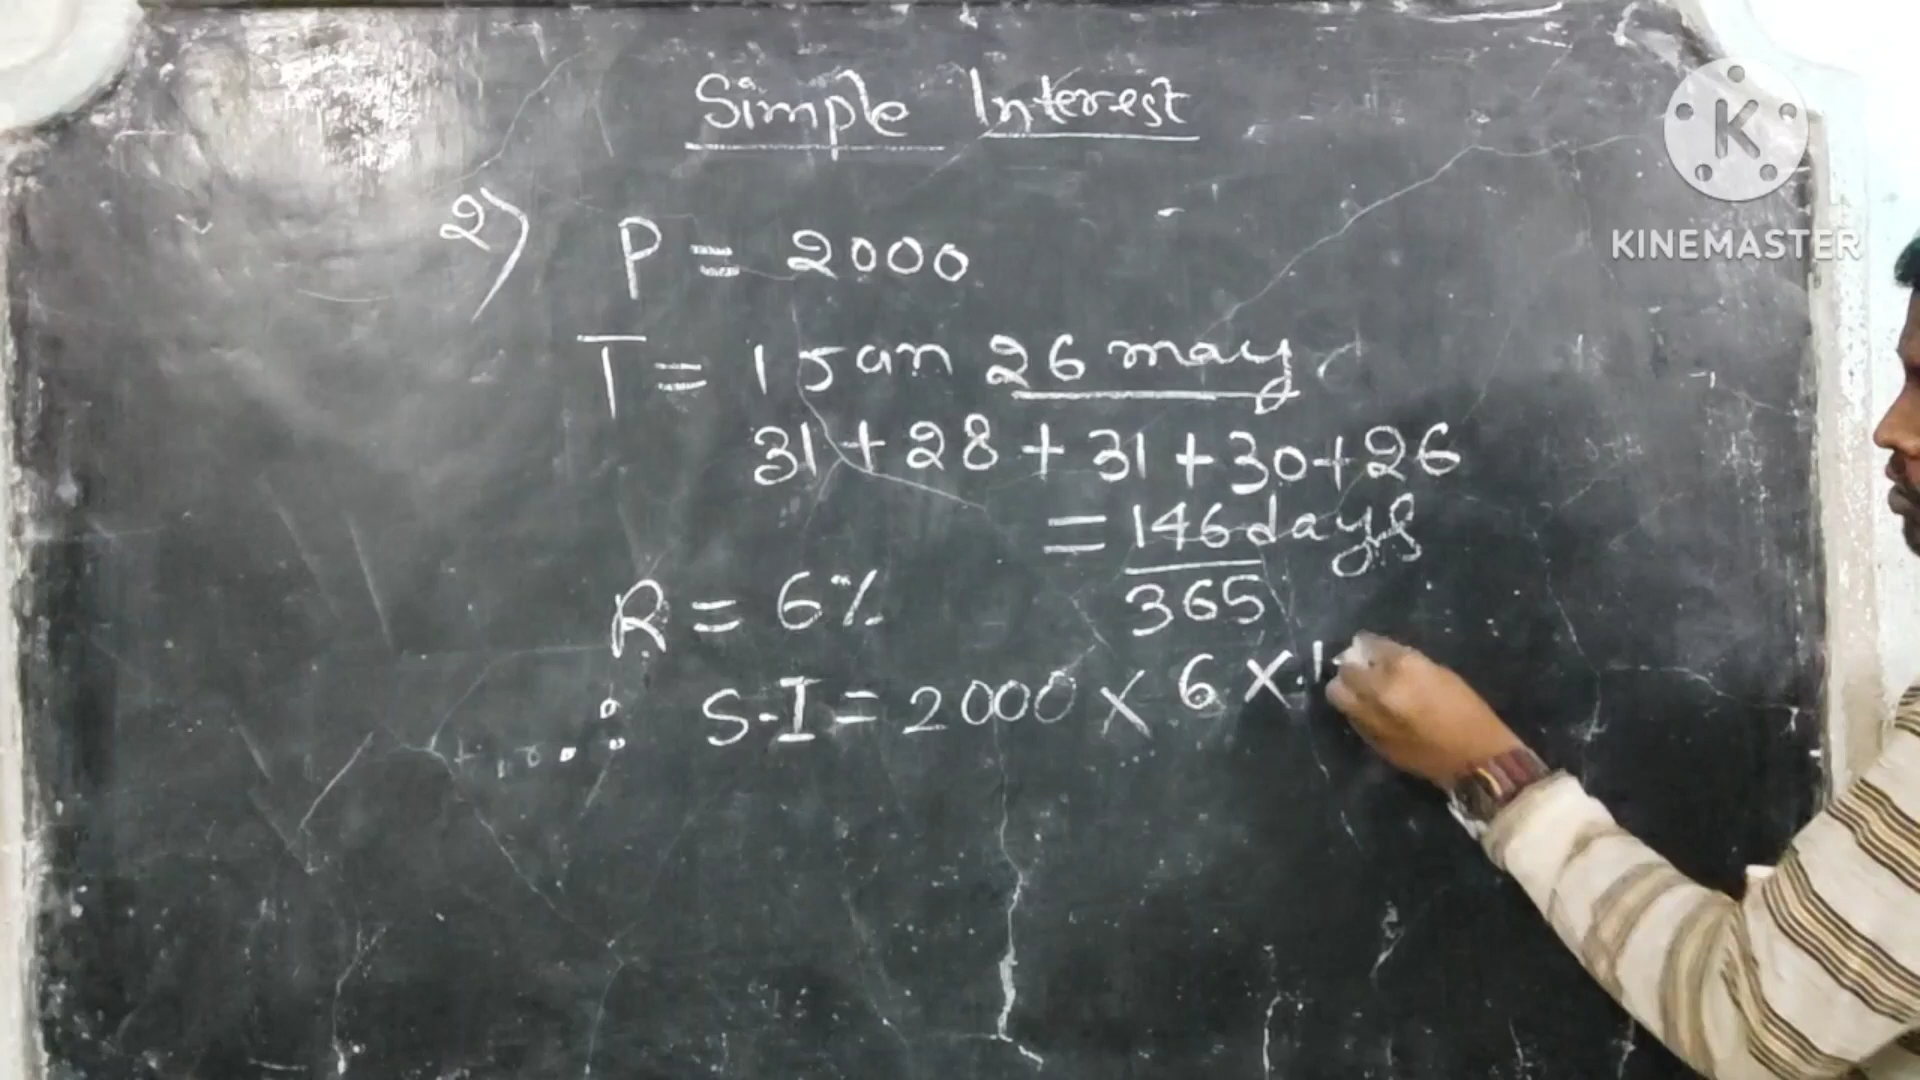 Simple Interest
K
KINEMASTER
2) P = 2000
T = 1 Jan 26 may
31 + 28 + 31 + 30 + 26
= 146 days
365
R = 6%
∴ S.I = 2000 × 6 × 1